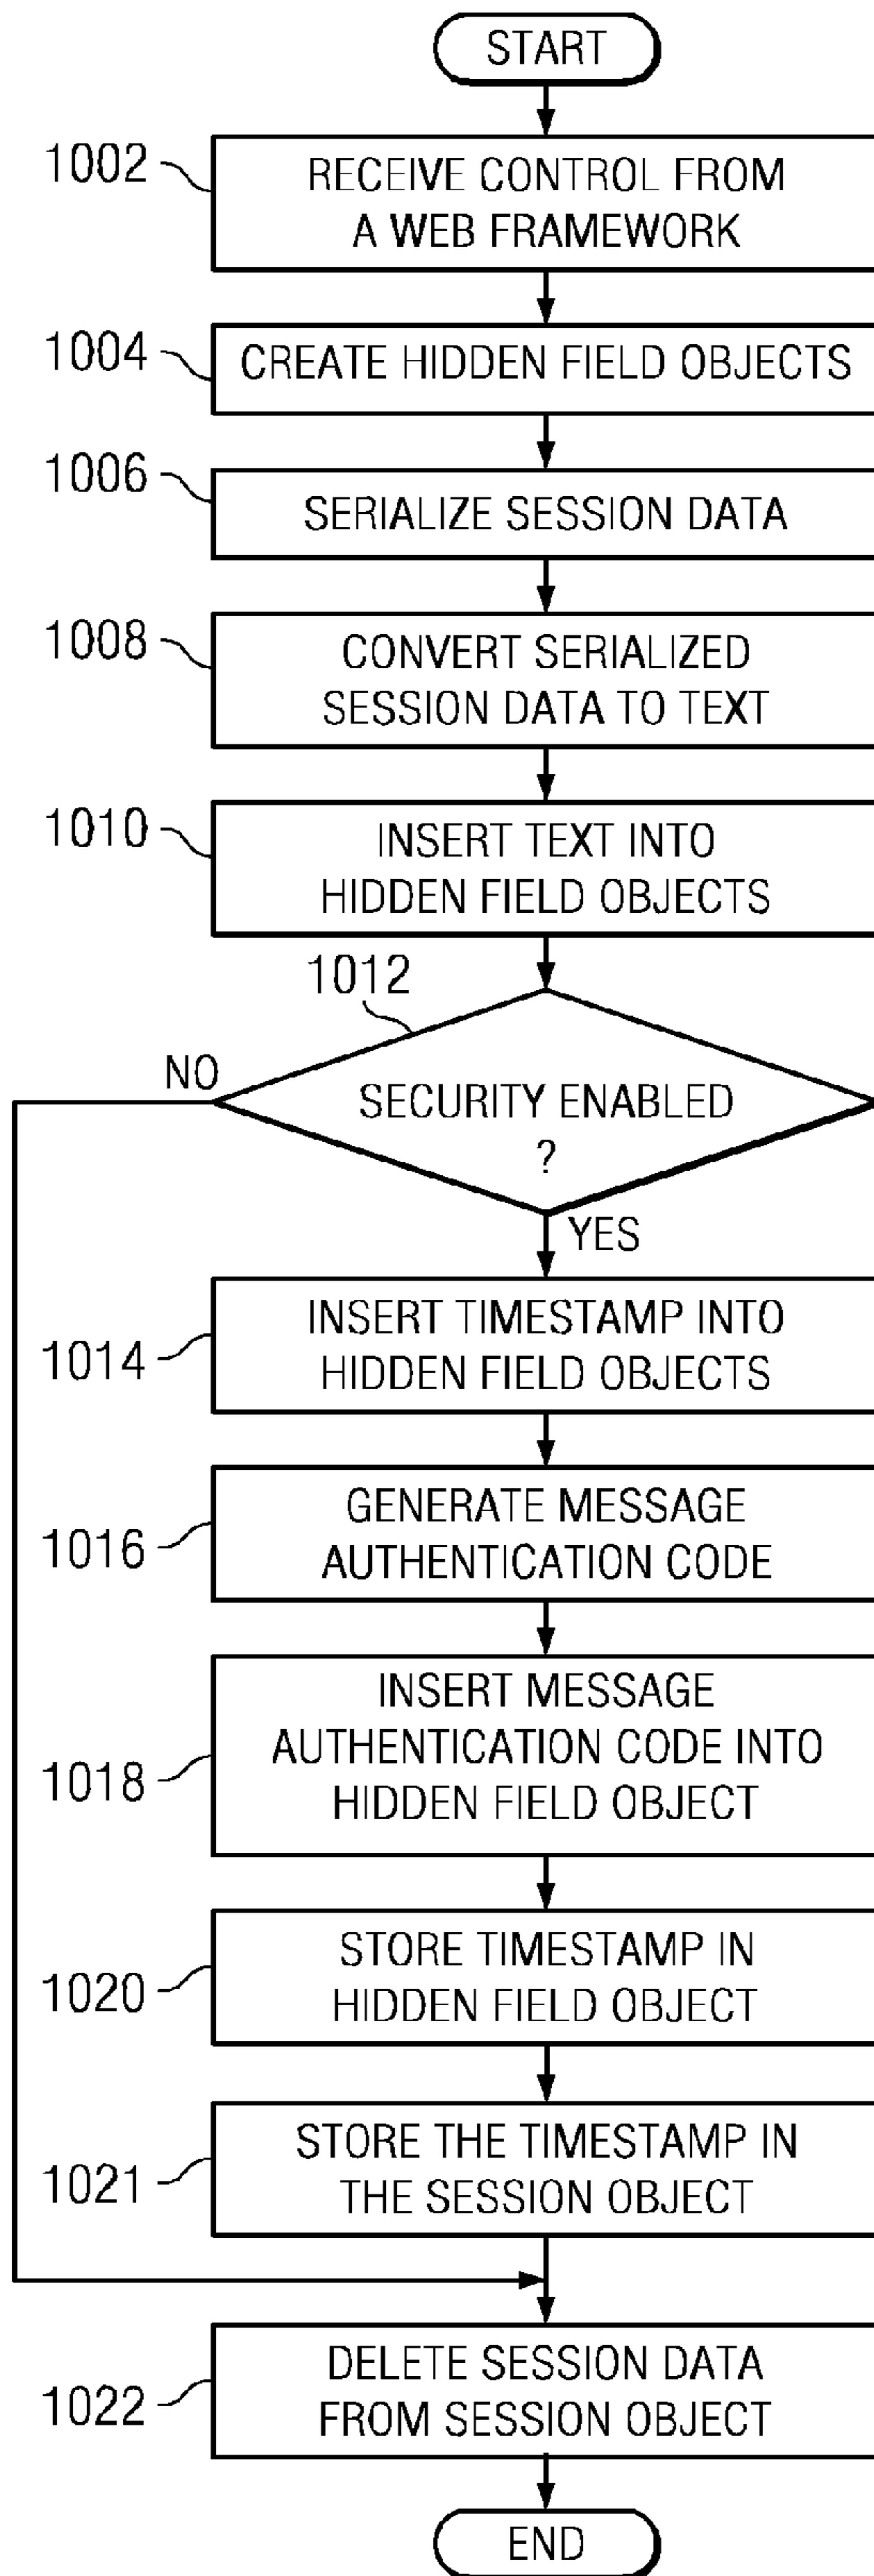 START
1002
RECEIVE CONTROL FROM
A WEB FRAMEWORK
1004
CREATE HIDDEN FIELD OBJECTS
1006
SERIALIZE SESSION DATA
1008
CONVERT SERIALIZED
SESSION DATA TO TEXT
1010
INSERT TEXT INTO
HIDDEN FIELD OBJECTS
1012
NO
SECURITY ENABLED
?
YES
1014
INSERT TIMESTAMP INTO
HIDDEN FIELD OBJECTS
1016
GENERATE MESSAGE
AUTHENTICATION CODE
1018
INSERT MESSAGE
AUTHENTICATION CODE INTO
HIDDEN FIELD OBJECT
1020
STORE TIMESTAMP IN
HIDDEN FIELD OBJECT
1021
STORE THE TIMESTAMP IN
THE SESSION OBJECT
1022
DELETE SESSION DATA
FROM SESSION OBJECT
END